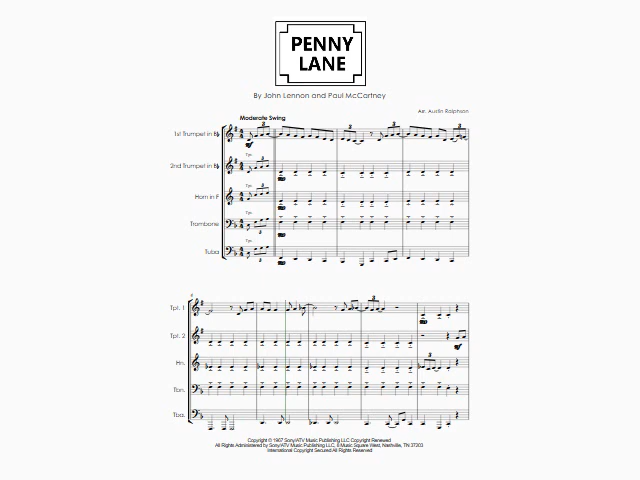 PENNY
LANE
By John Lennon and Paul McCartney
Arr. Austin Ralphson
Moderate Swing
1st Trumpet in B♭
2nd Trumpet in B♭
Horn in F
Trombone
Tuba
Tpt. 1
Tpt. 2
Hn.
Tbn.
Tba.
Copyright © 1967 Sony/ATV Music Publishing LLC Copyright Renewed
All Rights Administered by Sony/ATV Music Publishing LLC, 8 Music Square West, Nashville, TN 37203
International Copyright Secured All Rights Reserved